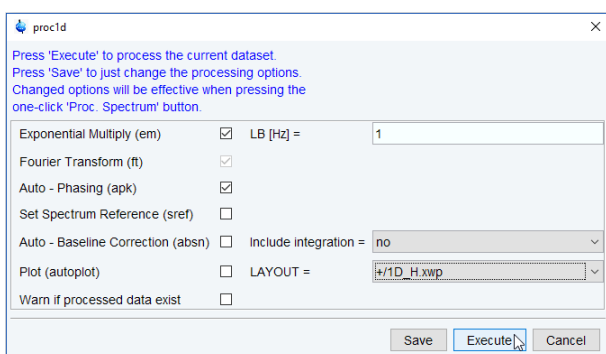 proc1d
Press 'Execute' to process the current dataset.
Press 'Save' to just change the processing options.
Changed options will be effective when pressing the
one-click 'Proc. Spectrum' button.
Exponential Multiply (em) LB [Hz] = 1
Fourier Transform (ft)
Auto - Phasing (apk)
Set Spectrum Reference (sref)
Auto - Baseline Correction (absn) Include integration = no
Plot (autoplot) LAYOUT = +/1D_H.xwp
Warn if processed data exist
Save Execute Cancel